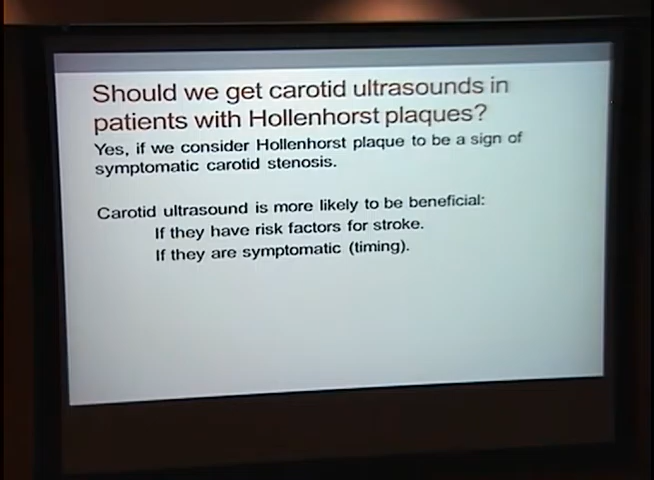 Should we get carotid ultrasounds in
patients with Hollenhorst plaques?
Yes, if we consider Hollenhorst plaque to be a sign of
symptomatic carotid stenosis.
Carotid ultrasound is more likely to be beneficial:
If they have risk factors for stroke.
If they are symptomatic (timing).